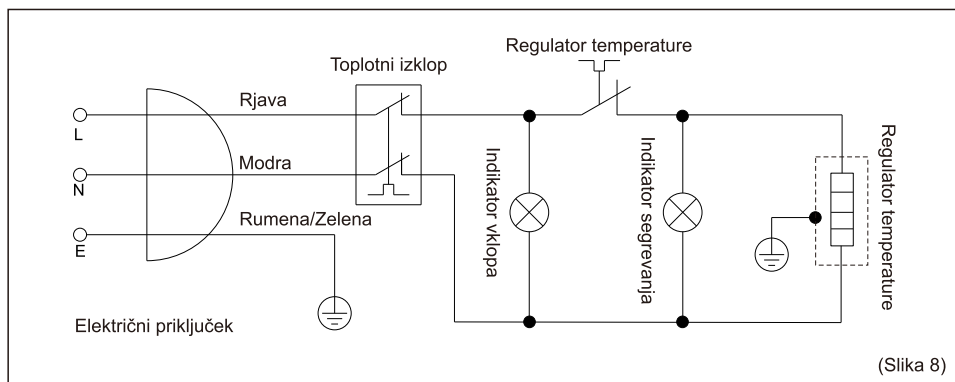 Regulator temperature
Toplotni izklop
Rjava
L
Modra
N
Rumena/Zelena
E
Indikator vklopa
Indikator segrevanja
Regulator temperature
Električni priključek
(Slika 8)